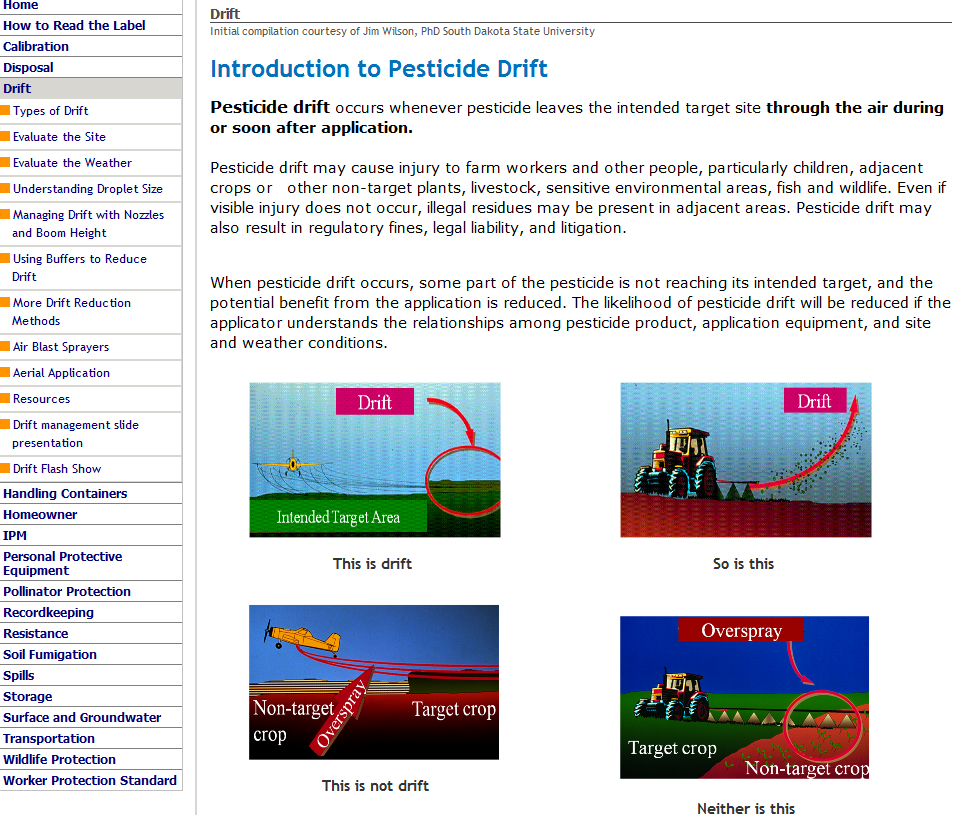 Home
How to Read the Label
Calibration
Disposal
Drift
Types of Drift
Evaluate the Site
Evaluate the Weather
Understanding Droplet Size
Managing Drift with Nozzles
and Boom Height
Using Buffers to Reduce
Drift
More Drift Reduction
Methods
Air Blast Sprayers
Aerial Application
Resources
Drift management slide
presentation
Drift Flash Show
Handling Containers
Homeowner
IPM
Personal Protective
Equipment
Pollinator Protection
Recordkeeping
Resistance
Soil Fumigation
Spills
Storage
Surface and Groundwater
Transportation
Wildlife Protection
Worker Protection Standard
Drift
Initial compilation courtesy of Jim Wilson, PhD South Dakota State University
Introduction to Pesticide Drift
Pesticide drift occurs whenever pesticide leaves the intended target site through the air during
or soon after application.
Pesticide drift may cause injury to farm workers and other people, particularly children, adjacent
crops or other non-target plants, livestock, sensitive environmental areas, fish and wildlife. Even if
visible injury does not occur, illegal residues may be present in adjacent areas. Pesticide drift may
also result in regulatory fines, legal liability, and litigation.
When pesticide drift occurs, some part of the pesticide is not reaching its intended target, and the
potential benefit from the application is reduced. The likelihood of pesticide drift will be reduced if the
applicator understands the relationships among pesticide product, application equipment, and site
and weather conditions.
Drift
Intended Target Area
This is drift
Drift
So is this
Non-target
crop
Overspray
Target crop
This is not drift
Overspray
Target crop
Non-target crop
Neither is this